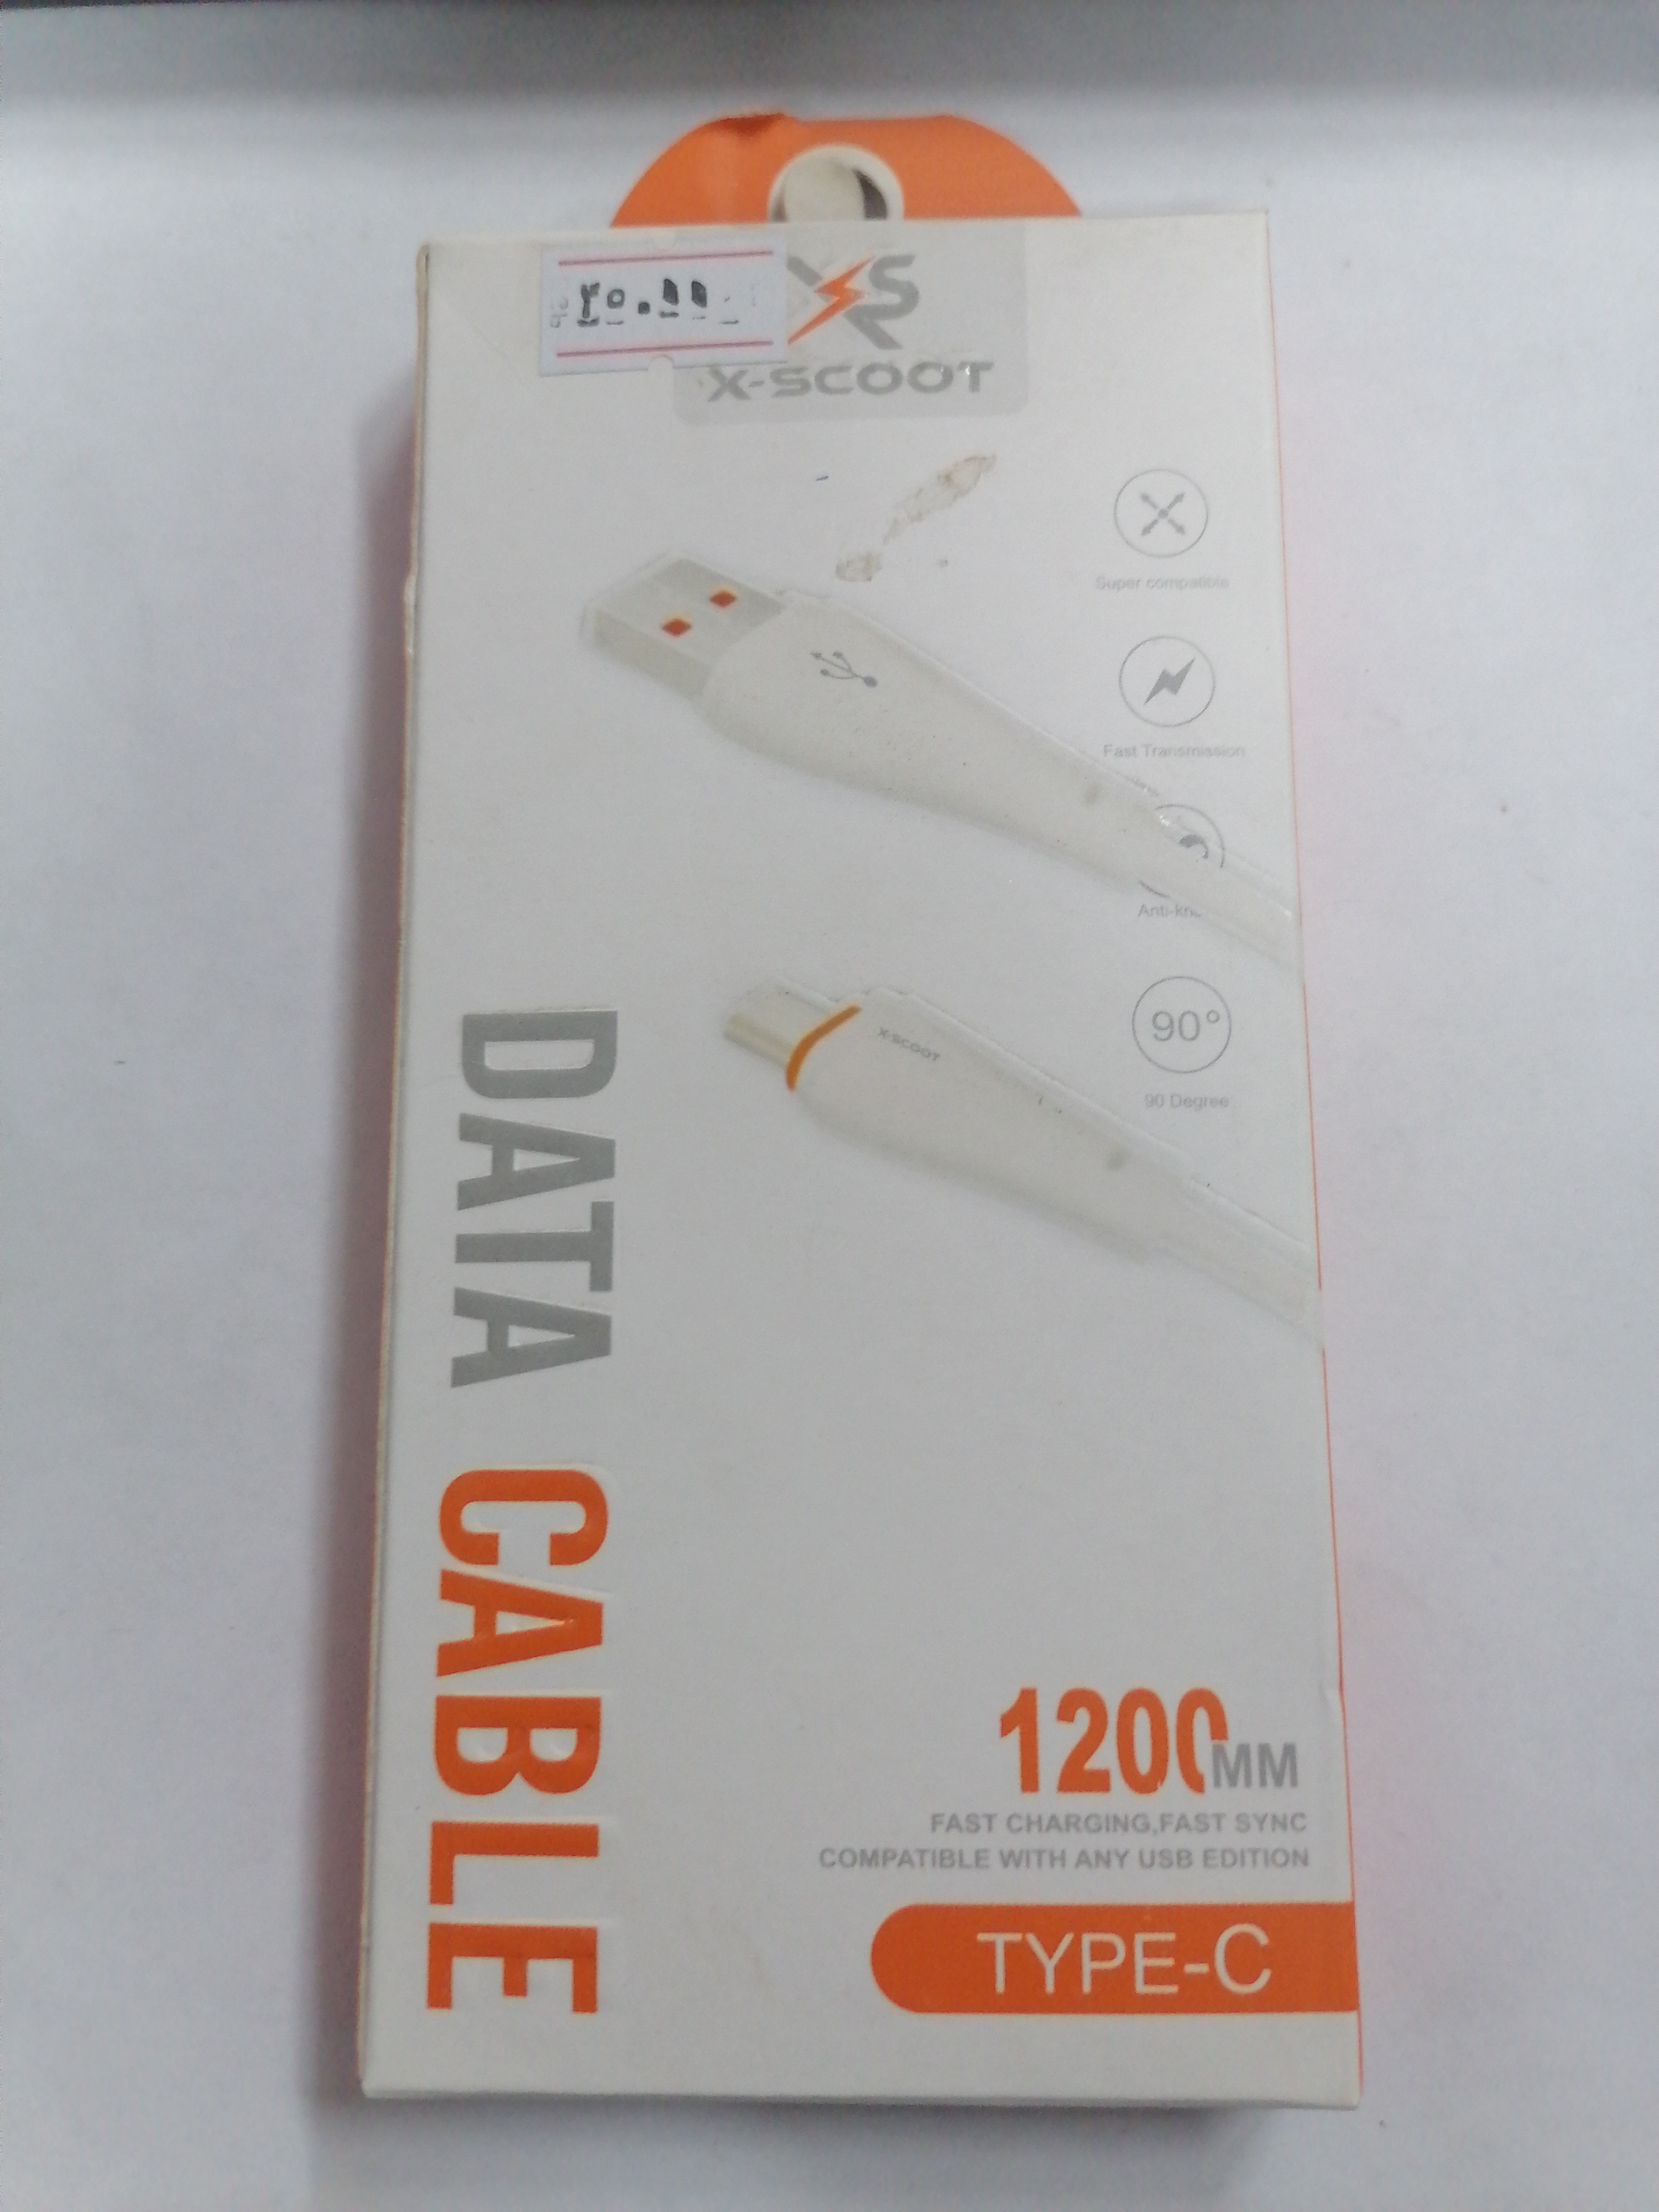 XS
X-SCOOT
Super compatible
Fast Transmission
X-SCOOT
90°
90 Degree
DATA CABLE
1200MM
FAST CHARGING,FAST SYNC
COMPATIBLE WITH ANY USB EDITION
TYPE-C